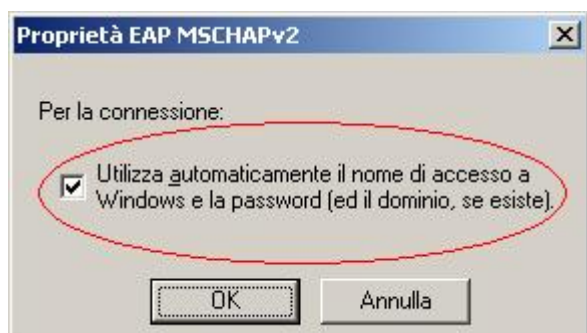 Proprietà EAP MSCHAPv2
Per la connessione:
Utilizza automaticamente il nome di accesso a
Windows e la password (ed il dominio, se esiste).
OK
Annulla